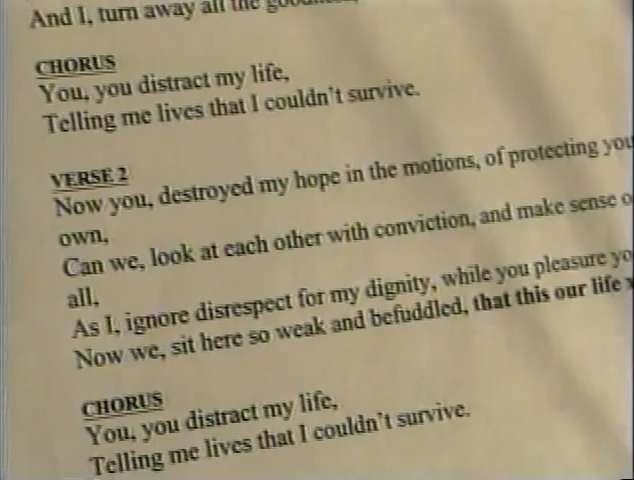 And I, turn away all the
CHORUS
You, you distract my life,
Telling me lives that I couldn't survive.
VERSE 2
Now you, destroyed my hope in the motions, of protecting you
own,
Can we, look at each other with conviction, and make sense o
all,
As I, ignore disrespect for my dignity, while you pleasure yo
Now we, sit here so weak and befuddled, that this our life
CHORUS
You, you distract my life,
Telling me lives that I couldn't survive.